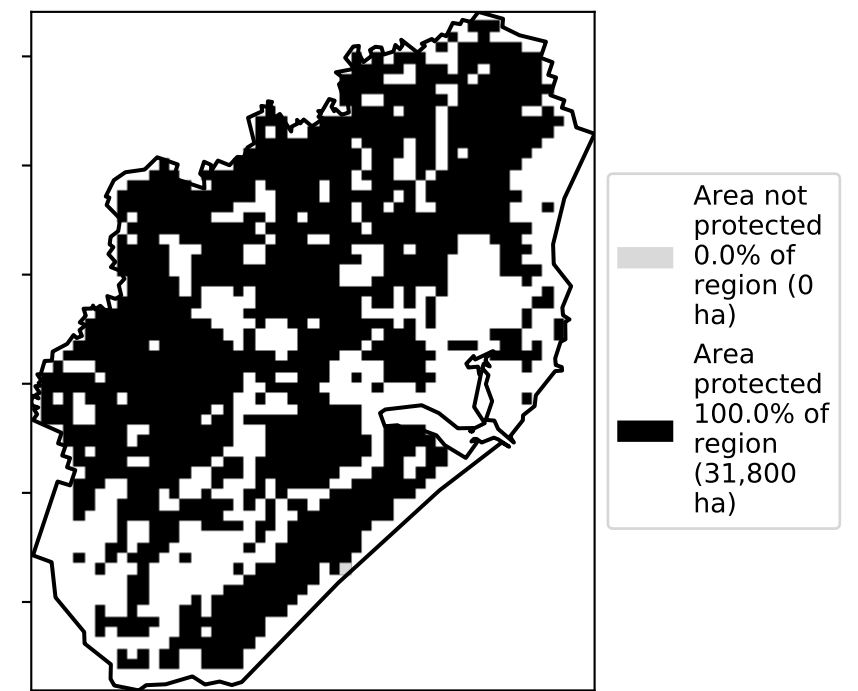 Area not
protected
0.0% of
region (0
ha)
Area
protected
100.0% of
region
(31,800
ha)